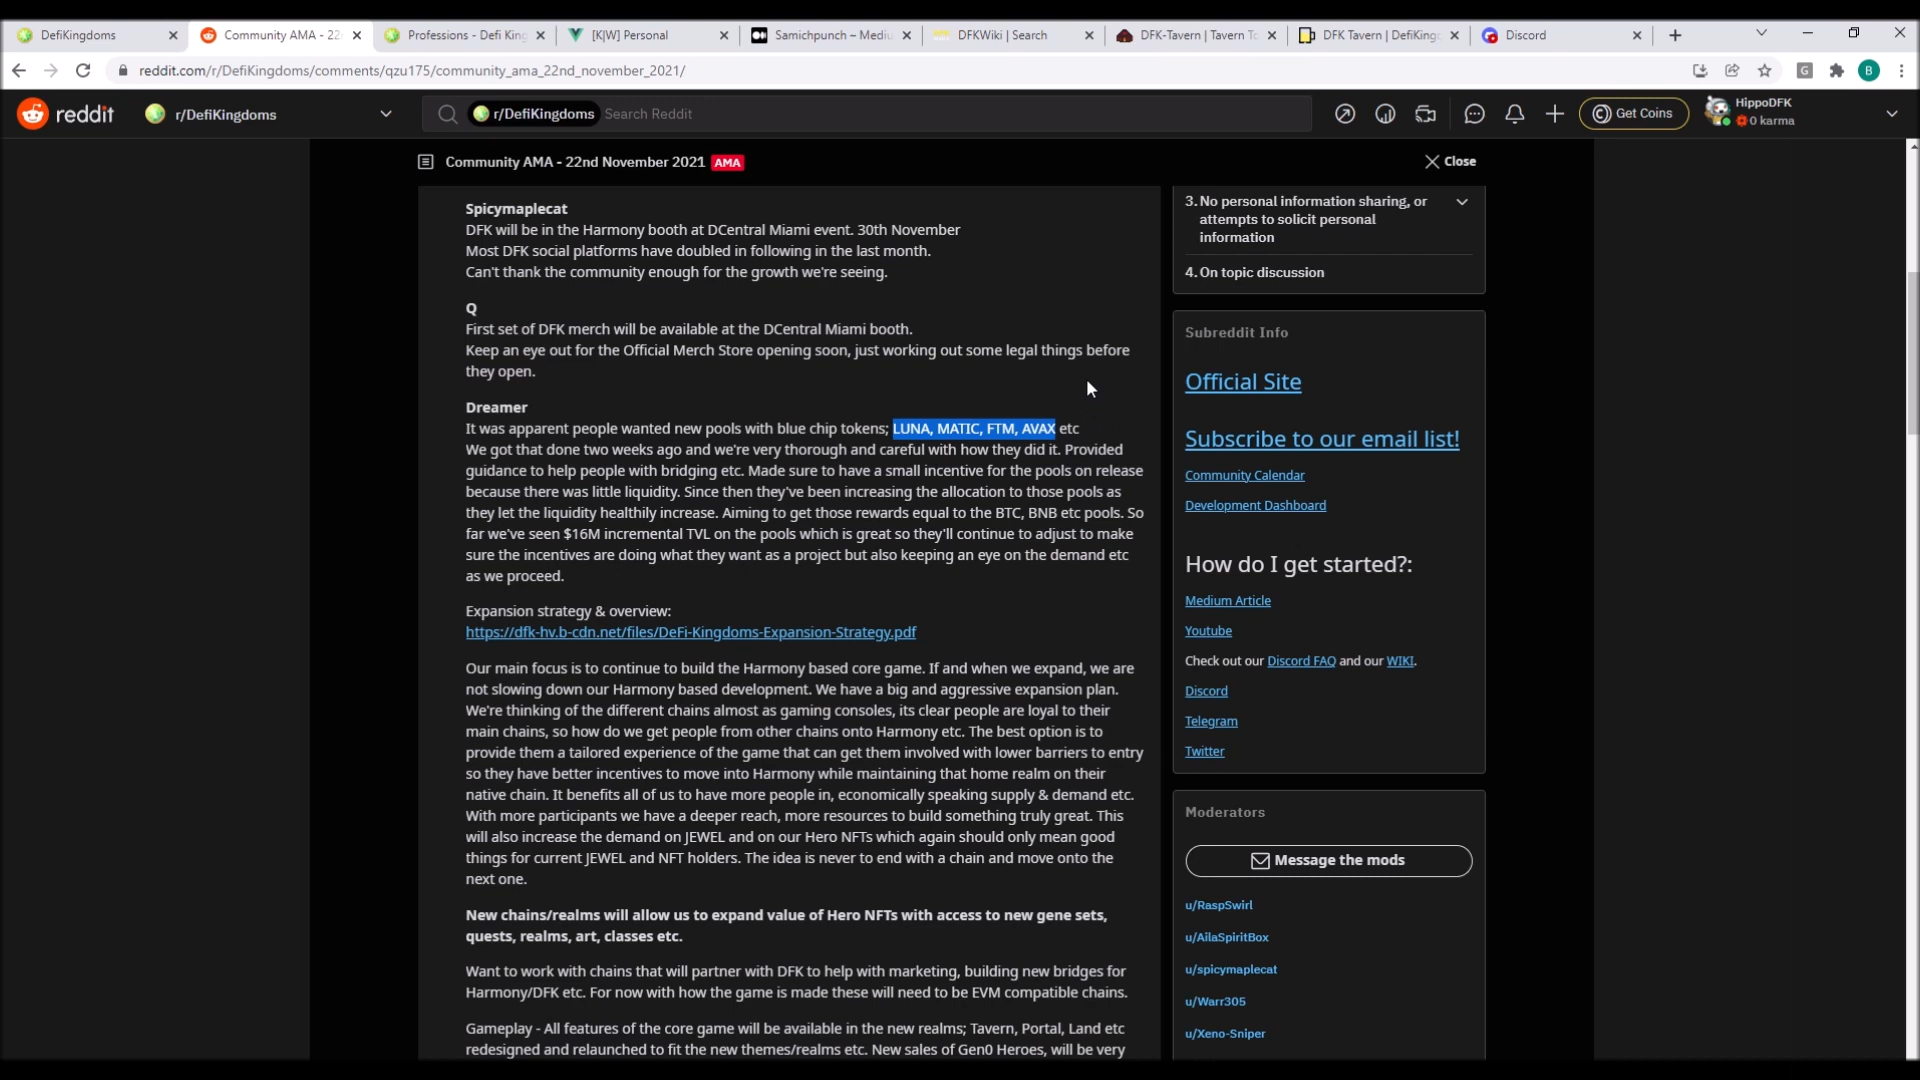 DefiKingdoms
Community AMA - 22
Professions - Defi King
[K|W] Personal
Samichpunch – Mediu
DFKWiki | Search
DFK-Tavern | Tavern To
DFK Tavern | DefiKing
Discord
reddit.com/r/DefiKingdoms/comments/qzu175/community_ama_22nd_november_2021/
B
reddit
r/DefiKingdoms
r/DefiKingdoms Search Reddit
Get Coins
HippoDFK
0 karma
Community AMA - 22nd November 2021 AMA
Close
Spicymaplecat
DFK will be in the Harmony booth at DCentral Miami event. 30th November
Most DFK social platforms have doubled in following in the last month.
Can't thank the community enough for the growth we're seeing.
Q
First set of DFK merch will be available at the DCentral Miami booth.
Keep an eye out for the Official Merch Store opening soon, just working out some legal things before
they open.
Dreamer
It was apparent people wanted new pools with blue chip tokens; LUNA, MATIC, FTM, AVAX etc
We got that done two weeks ago and we're very thorough and careful with how they did it. Provided
guidance to help people with bridging etc. Made sure to have a small incentive for the pools on release
because there was little liquidity. Since then they've been increasing the allocation to those pools as
they let the liquidity healthily increase. Aiming to get those rewards equal to the BTC, BNB etc pools. So
far we've seen $16M incremental TVL on the pools which is great so they'll continue to adjust to make
sure the incentives are doing what they want as a project but also keeping an eye on the demand etc
as we proceed.
Expansion strategy & overview:
https://dfk-hv.b-cdn.net/files/DeFi-Kingdoms-Expansion-Strategy.pdf
Our main focus is to continue to build the Harmony based core game. If and when we expand, we are
not slowing down our Harmony based development. We have a big and aggressive expansion plan.
We're thinking of the different chains almost as gaming consoles, its clear people are loyal to their
main chains, so how do we get people from other chains onto Harmony etc. The best option is to
provide them a tailored experience of the game that can get them involved with lower barriers to entry
so they have better incentives to move into Harmony while maintaining that home realm on their
native chain. It benefits all of us to have more people in, economically speaking supply & demand etc.
With more participants we have a deeper reach, more resources to build something truly great. This
will also increase the demand on JEWEL and on our Hero NFTs which again should only mean good
things for current JEWEL and NFT holders. The idea is never to end with a chain and move onto the
next one.
New chains/realms will allow us to expand value of Hero NFTs with access to new gene sets,
quests, realms, art, classes etc.
Want to work with chains that will partner with DFK to help with marketing, building new bridges for
Harmony/DFK etc. For now with how the game is made these will need to be EVM compatible chains.
Gameplay - All features of the core game will be available in the new realms; Tavern, Portal, Land etc
redesigned and relaunched to fit the new themes/realms etc. New sales of Gen0 Heroes, will be very
3. No personal information sharing, or
attempts to solicit personal
information
4. On topic discussion
Subreddit Info
Official Site
Subscribe to our email list!
Community Calendar
Development Dashboard
How do I get started?:
Medium Article
Youtube
Check out our Discord FAQ and our WIKI.
Discord
Telegram
Twitter
Moderators
Message the mods
u/RaspSwirl
u/AilaSpiritBox
u/spicymaplecat
u/Warr305
u/Xeno-Sniper